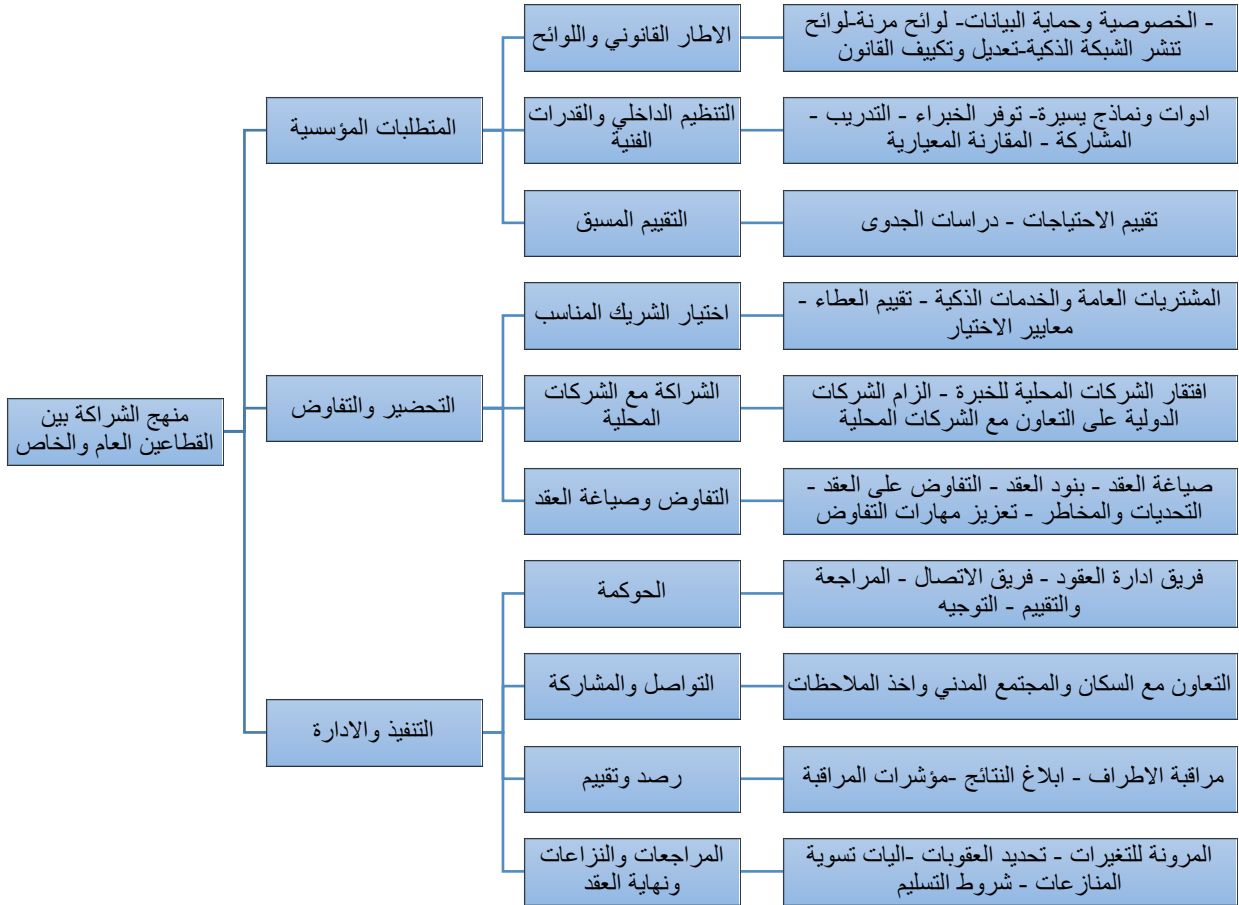 منهج الشراكة بين
القطاعين العام والخاص
المتطلبات المؤسسية
الاطار القانوني واللوائح
- الخصوصية وحماية البيانات- لوائح مرنة-لوائح
تنشر الشبكة الذكية-تعديل وتكييف القانون
التنظيم الداخلي والقدرات
الفنية
ادوات ونماذج يسيرة- توفر الخبراء - التدريب -
المشاركة - المقارنة المعيارية
التقييم المسبق
تقييم الاحتياجات - دراسات الجدوى
التحضير والتفاوض
اختيار الشريك المناسب
المشتريات العامة والخدمات الذكية - تقييم العطاء -
معايير الاختيار
الشراكة مع الشركات
المحلية
افتقار الشركات المحلية للخبرة - الزام الشركات
الدولية على التعاون مع الشركات المحلية
التفاوض وصياغة العقد
صياغة العقد - بنود العقد - التفاوض على العقد -
التحديات والمخاطر - تعزيز مهارات التفاوض
التنفيذ والادارة
الحوكمة
فريق ادارة العقود - فريق الاتصال - المراجعة
والتقييم - التوجيه
التواصل والمشاركة
التعاون مع السكان والمجتمع المدني واخذ الملاحظات
رصد وتقييم
مراقبة الاطراف - ابلاغ النتائج -مؤشرات المراقبة
المراجعات والنزاعات
ونهاية العقد
المرونة للتغيرات - تحديد العقوبات -اليات تسوية
المنازعات - شروط التسليم